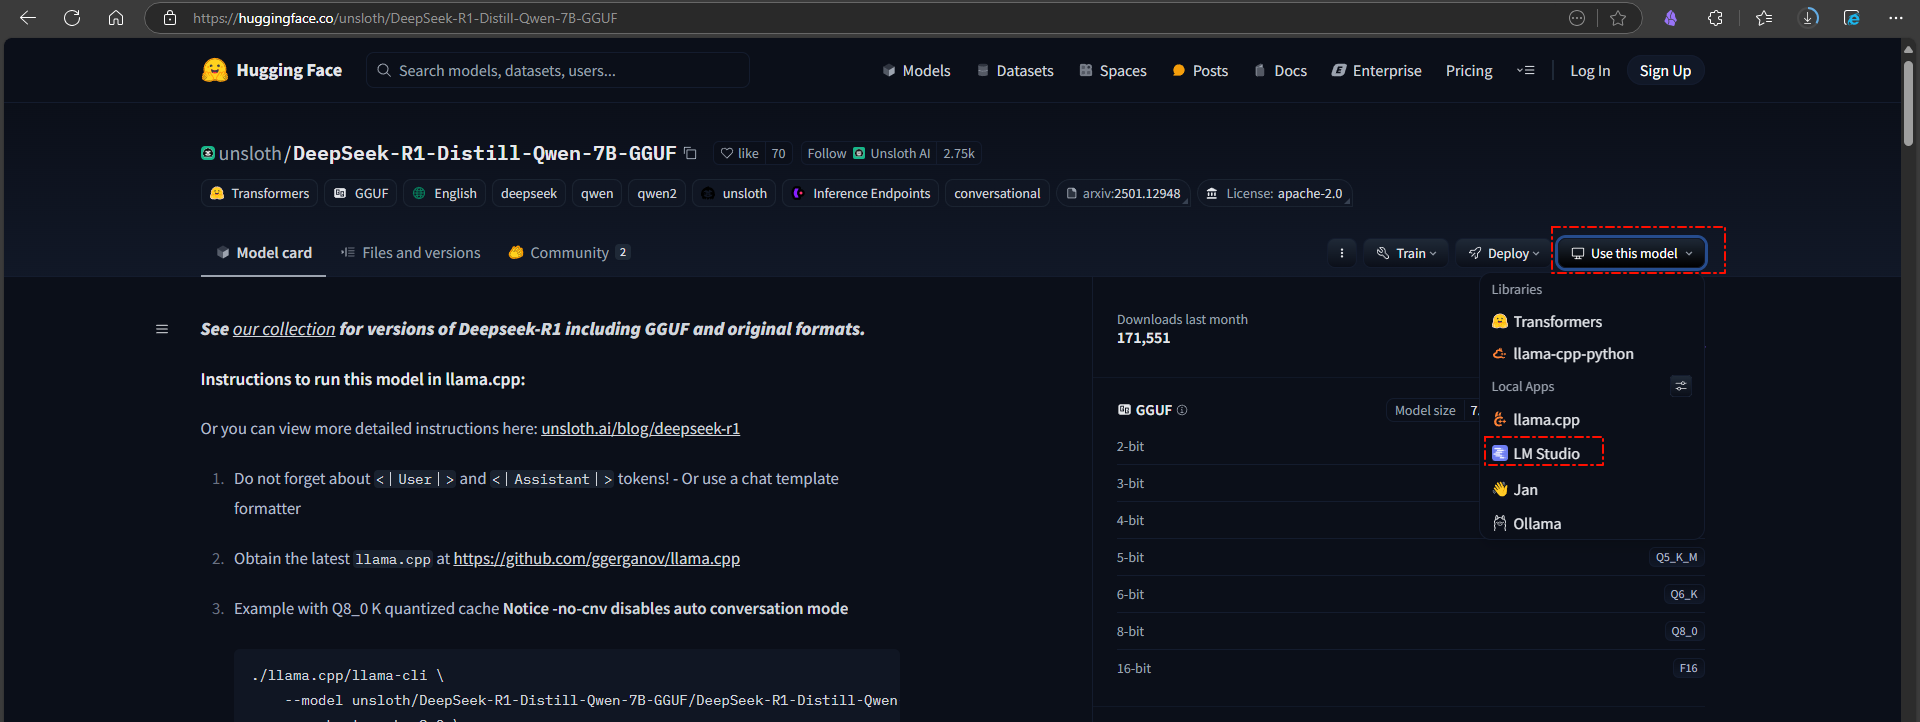 https://huggingface.co/unsloth/DeepSeek-R1-Distill-Qwen-7B-GGUF
Hugging Face
Search models, datasets, users...
Models
Datasets
Spaces
Posts
Docs
Enterprise
Pricing
Log In
Sign Up
unsloth/DeepSeek-R1-Distill-Qwen-7B-GGUF
like 70
Follow Unsloth AI 2.75k
Transformers
GGUF
English
deepseek
qwen
qwen2
unsloth
Inference Endpoints
conversational
arxiv:2501.12948
License: apache-2.0
Model card
Files and versions
Community 2
Train
Deploy
Use this model
Libraries
Transformers
llama-cpp-python
Local Apps
llama.cpp
LM Studio
Jan
Ollama
See our collection for versions of Deepseek-R1 including GGUF and original formats.
Instructions to run this model in llama.cpp:
Or you can view more detailed instructions here: unsloth.ai/blog/deepseek-r1
1. Do not forget about <|User|> and <|Assistant|> tokens! - Or use a chat template
formatter
2. Obtain the latest llama.cpp at https://github.com/ggerganov/llama.cpp
3. Example with Q8_0 K quantized cache Notice -no-cnv disables auto conversation mode
./llama.cpp/llama-cli \
--model unsloth/DeepSeek-R1-Distill-Qwen-7B-GGUF/DeepSeek-R1-Distill-Qwen
Downloads last month
171,551
GGUF
Model size 7.
2-bit
3-bit
4-bit
5-bit Q5_K_M
6-bit Q6_K
8-bit Q8_0
16-bit F16